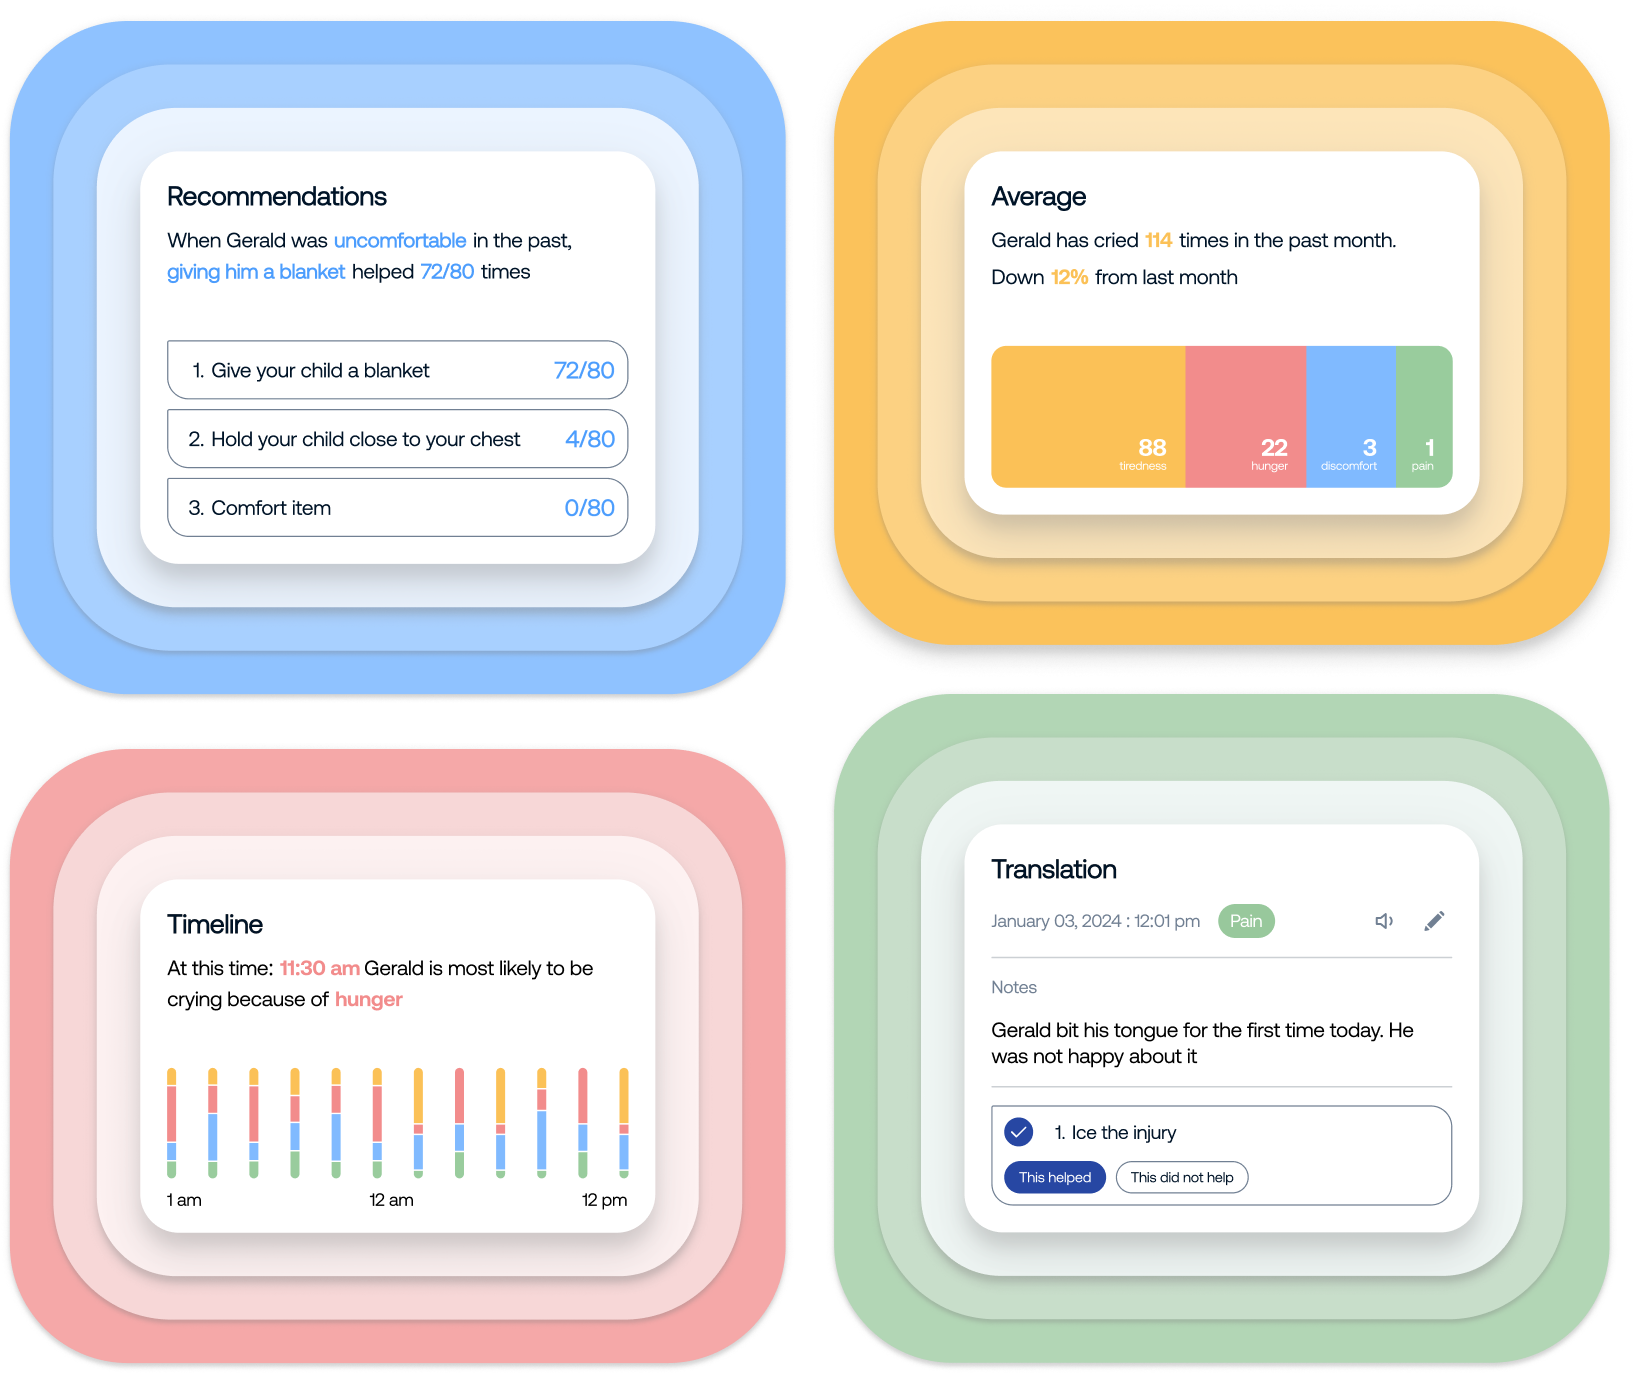 Recommendations
When Gerald was uncomfortable in the past,
giving him a blanket helped 72/80 times
1. Give your child a blanket 72/80
2. Hold your child close to your chest 4/80
3. Comfort item 0/80
Average
Gerald has cried 114 times in the past month.
Down 12% from last month
88 22 3 1
tiredness hunger discomfort pain
Timeline
At this time: 11:30 am Gerald is most likely to be
crying because of hunger
1 am 12 am 12 pm
Translation
January 03, 2024 : 12:01 pm Pain
Notes
Gerald bit his tongue for the first time today. He
was not happy about it
1. Ice the injury
This helped This did not help